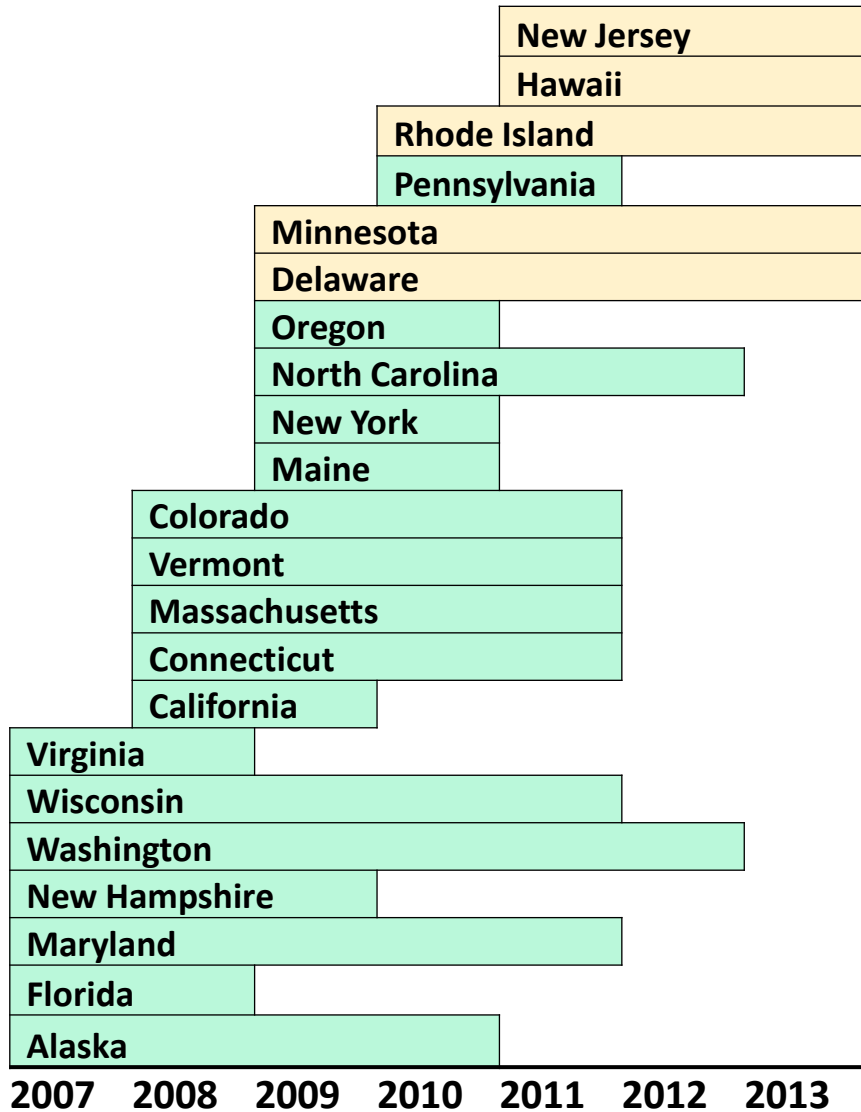 New Jersey
Hawaii
Rhode Island
Pennsylvania
Minnesota
Delaware
Oregon
North Carolina
New York
Maine
Colorado
Vermont
Massachusetts
Connecticut
California
Virginia
Wisconsin
Washington
New Hampshire
Maryland
Florida
Alaska
2007 2008 2009 2010 2011 2012 2013